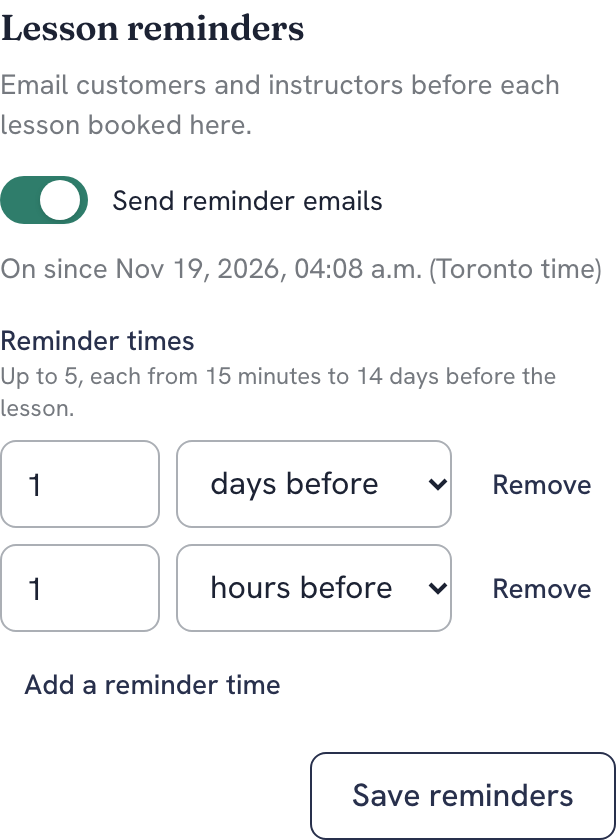 Lesson reminders
Email customers and instructors before each
lesson booked here.
Send reminder emails
On since Nov 19, 2026, 04:08 a.m. (Toronto time)
Reminder times
Up to 5, each from 15 minutes to 14 days before the
lesson.
1 days before Remove
1 hours before Remove
Add a reminder time
Save reminders